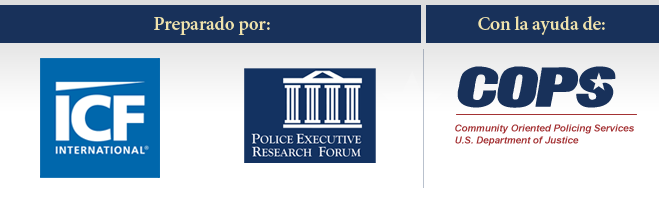 Preparado por:
Con la ayuda de:
ICF
INTERNATIONAL®
POLICE EXECUTIVE
RESEARCH FORUM
COPS
Community Oriented Policing Services
U.S. Department of Justice